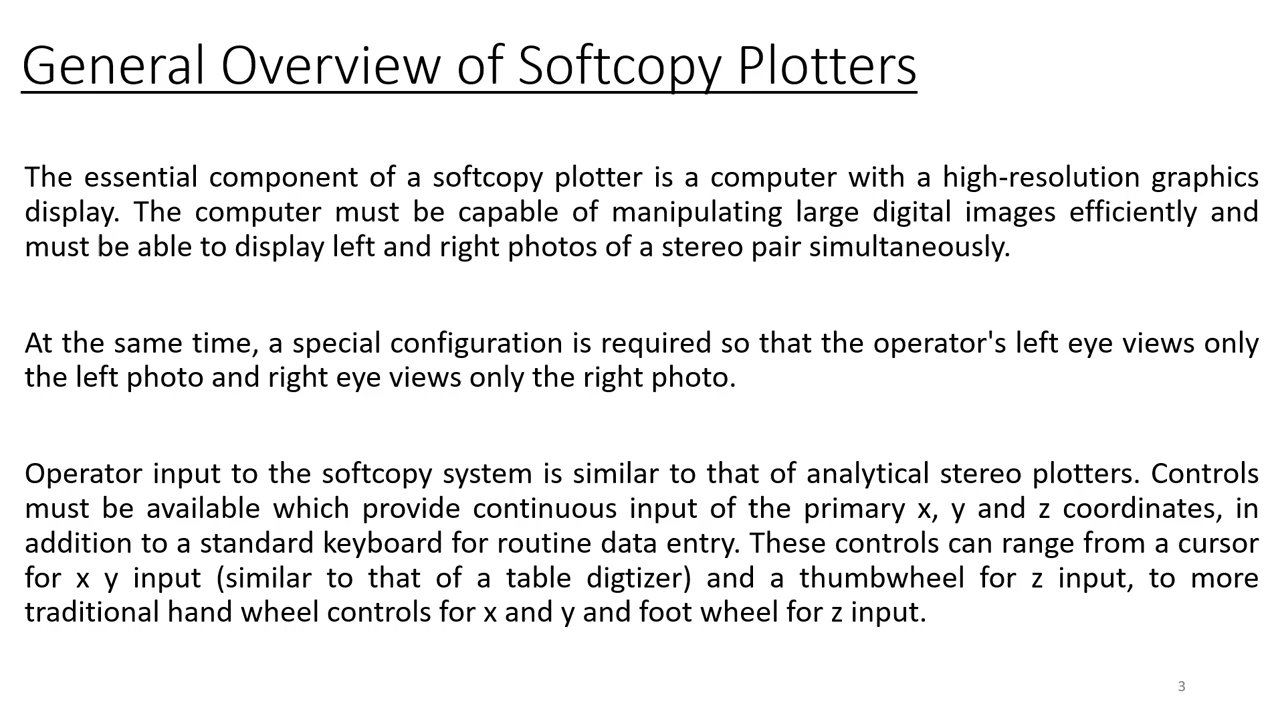 General Overview of Softcopy Plotters
The essential component of a softcopy plotter is a computer with a high-resolution graphics
display. The computer must be capable of manipulating large digital images efficiently and
must be able to display left and right photos of a stereo pair simultaneously.
At the same time, a special configuration is required so that the operator's left eye views only
the left photo and right eye views only the right photo.
Operator input to the softcopy system is similar to that of analytical stereo plotters. Controls
must be available which provide continuous input of the primary x, y and z coordinates, in
addition to a standard keyboard for routine data entry. These controls can range from a cursor
for x y input (similar to that of a table digtizer) and a thumbwheel for z input, to more
traditional hand wheel controls for x and y and foot wheel for z input.
3